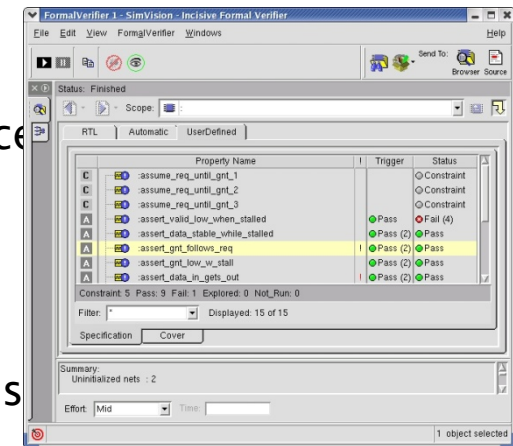 FormalVerifier 1 - SimVision - Incisive Formal Verifier
File Edit View FormalVerifier Windows Help
Send To:
Browser Source
Status: Finished
Scope: :
RTL Automatic UserDefined
Property Name ! Trigger Status
C :assume_req_until_gnt_1 Constraint
C :assume_req_until_gnt_2 Constraint
C :assume_req_until_gnt_3 Constraint
A :assert_valid_low_when_stalled Pass Fail (4)
A :assert_data_stable_while_stalled Pass (2) Pass
A :assert_gnt_follows_req ! Pass (2) Pass
A :assert_gnt_low_w_stall Pass (2) Pass
A :assert_data_in_gets_out ! Pass (2) Pass
Constraint: 5 Pass: 9 Fail: 1 Explored: 0 Not_Run: 0
Filter: * Displayed: 15 of 15
Specification Cover
Summary:
Uninitialized nets : 2
Effort: Mid Time:
1 object selected
ce
s